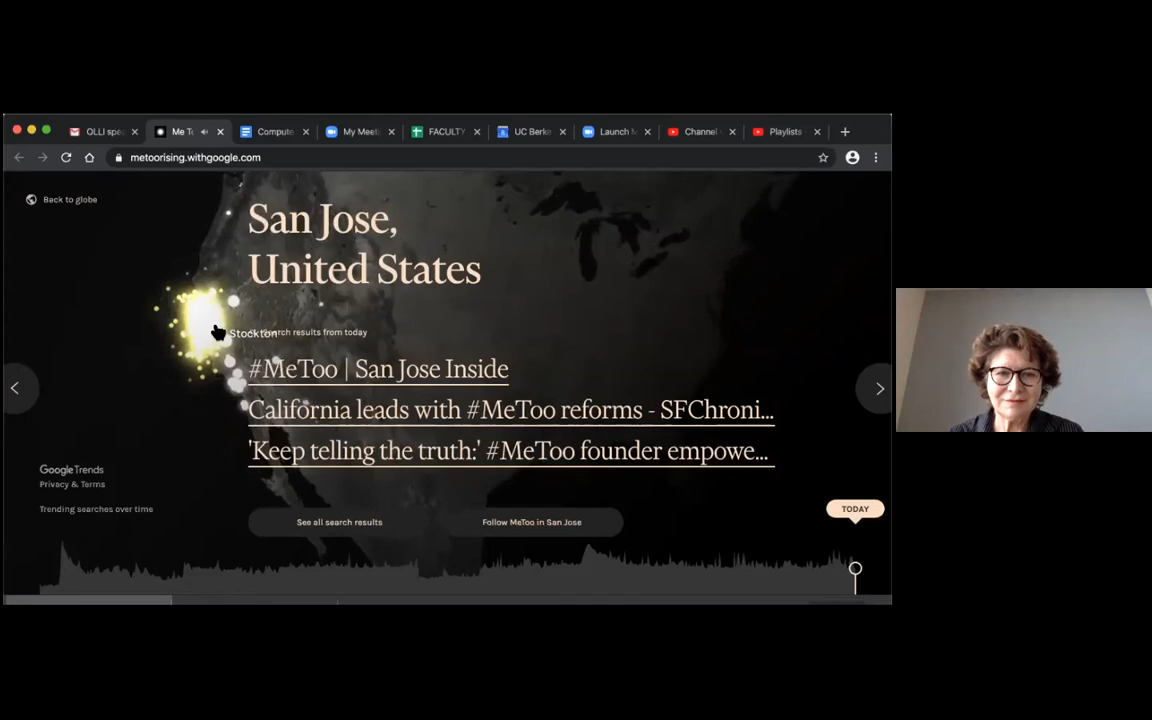 OLLI spe
Me To
Compute
My Meeti
FACULTY
UC Berke
Launch M
Channel
Playlists
metoorising.withgoogle.com
Back to globe
San Jose,
United States
Stockton
Search results from today
#MeToo | San Jose Inside
California leads with #MeToo reforms - SFChroni...
'Keep telling the truth:' #MeToo founder empowe...
Google Trends
Privacy & Terms
Trending searches over time
See all search results
Follow MeToo in San Jose
TODAY